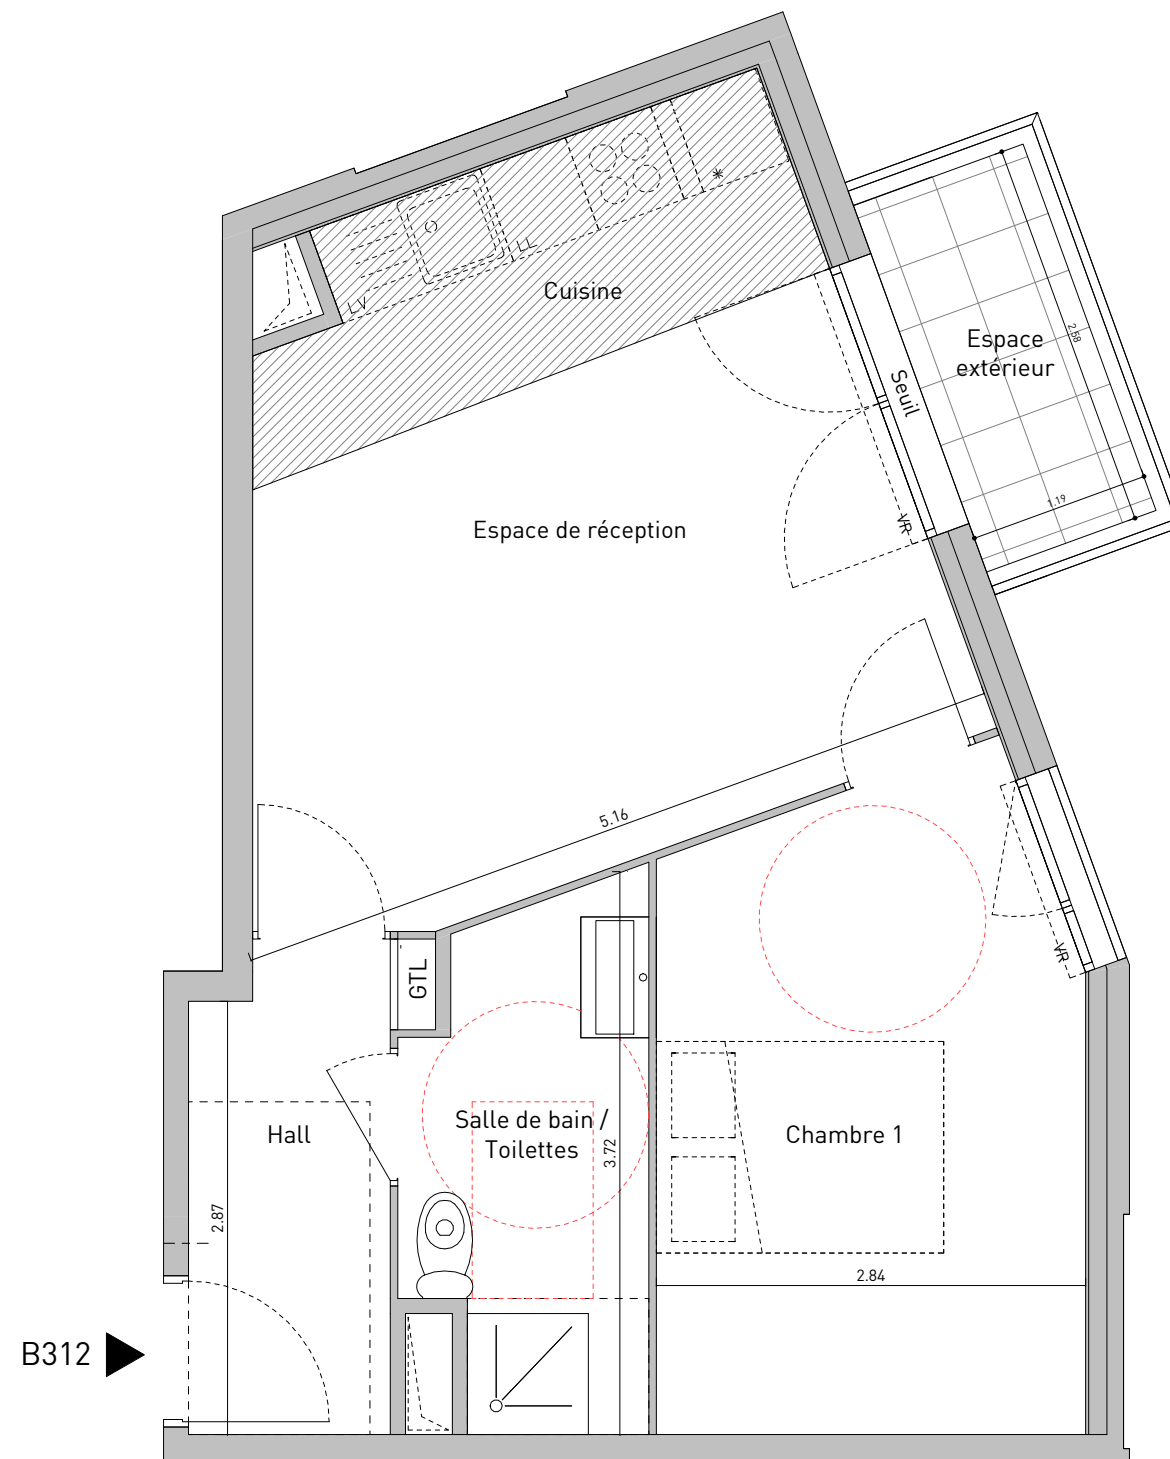 LV
LL
*
Cuisine
Espace
extérieur
2.58
Seuil
1.19
VR
Espace de réception
5.16
VR
GTL
Hall
Salle de bain /
Toilettes
3.72
Chambre 1
2.87
2.84
B312